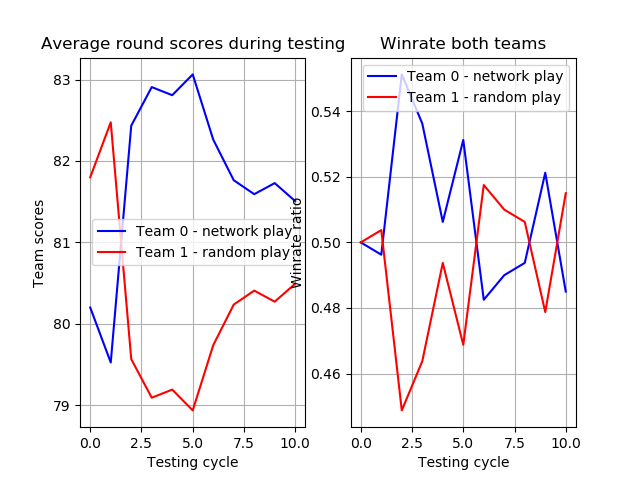 Average round scores during testing
Team scores
83
82
81
80
79
Team 0 - network play
Team 1 - random play
0.0 2.5 5.0 7.5 10.0
Testing cycle
Winrate both teams
Winrate ratio
0.54
0.52
0.50
0.48
0.46
Team 0 - network play
Team 1 - random play
0.0 2.5 5.0 7.5 10.0
Testing cycle